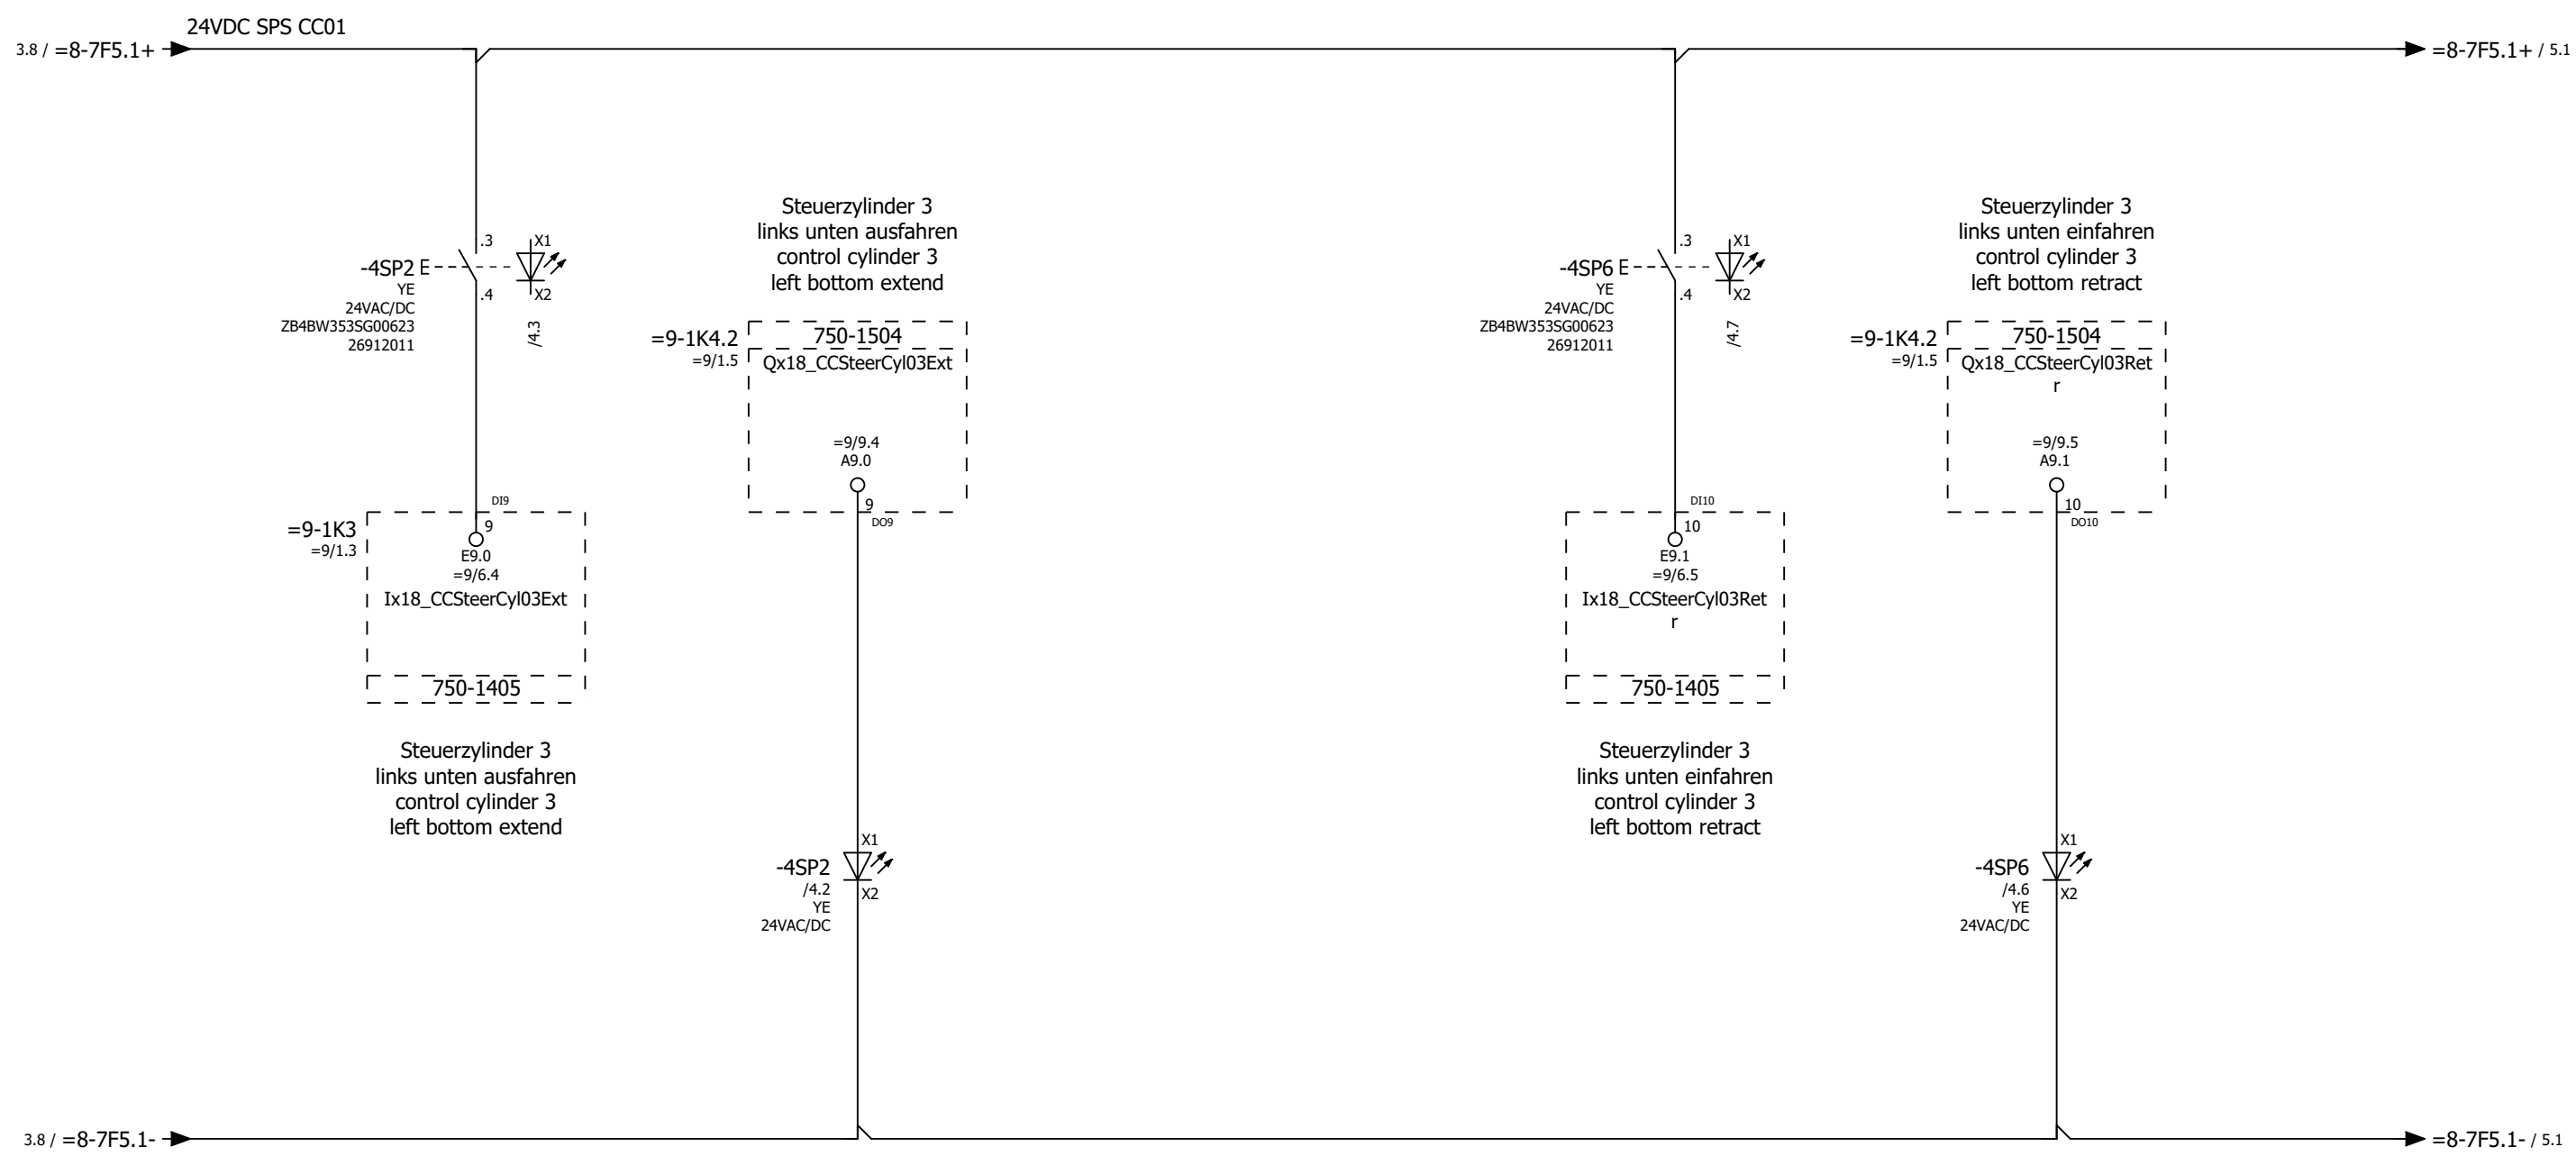 24VDC SPS CC01
3.8 / =8-7F5.1+
=8-7F5.1+ / 5.1
-4SP2
YE
24VAC/DC
ZB4BW353SG00623
26912011
.3
.4
X1
X2
/4.3
Steuerzylinder 3
links unten ausfahren
control cylinder 3
left bottom extend
=9-1K4.2
=9/1.5
750-1504
Qx18_CCSteerCyl03Ext
=9/9.4
A9.0
9
DO9
=9-1K3
=9/1.3
DI9
9
E9.0
=9/6.4
Ix18_CCSteerCyl03Ext
750-1405
Steuerzylinder 3
links unten ausfahren
control cylinder 3
left bottom extend
-4SP2
/4.2
YE
24VAC/DC
X1
X2
-4SP6
YE
24VAC/DC
ZB4BW353SG00623
26912011
.3
.4
X1
X2
/4.7
Steuerzylinder 3
links unten einfahren
control cylinder 3
left bottom retract
=9-1K4.2
=9/1.5
750-1504
Qx18_CCSteerCyl03Ret
r
=9/9.5
A9.1
10
DO10
DI10
10
E9.1
=9/6.5
Ix18_CCSteerCyl03Ret
r
750-1405
Steuerzylinder 3
links unten einfahren
control cylinder 3
left bottom retract
-4SP6
/4.6
YE
24VAC/DC
X1
X2
3.8 / =8-7F5.1-
=8-7F5.1- / 5.1